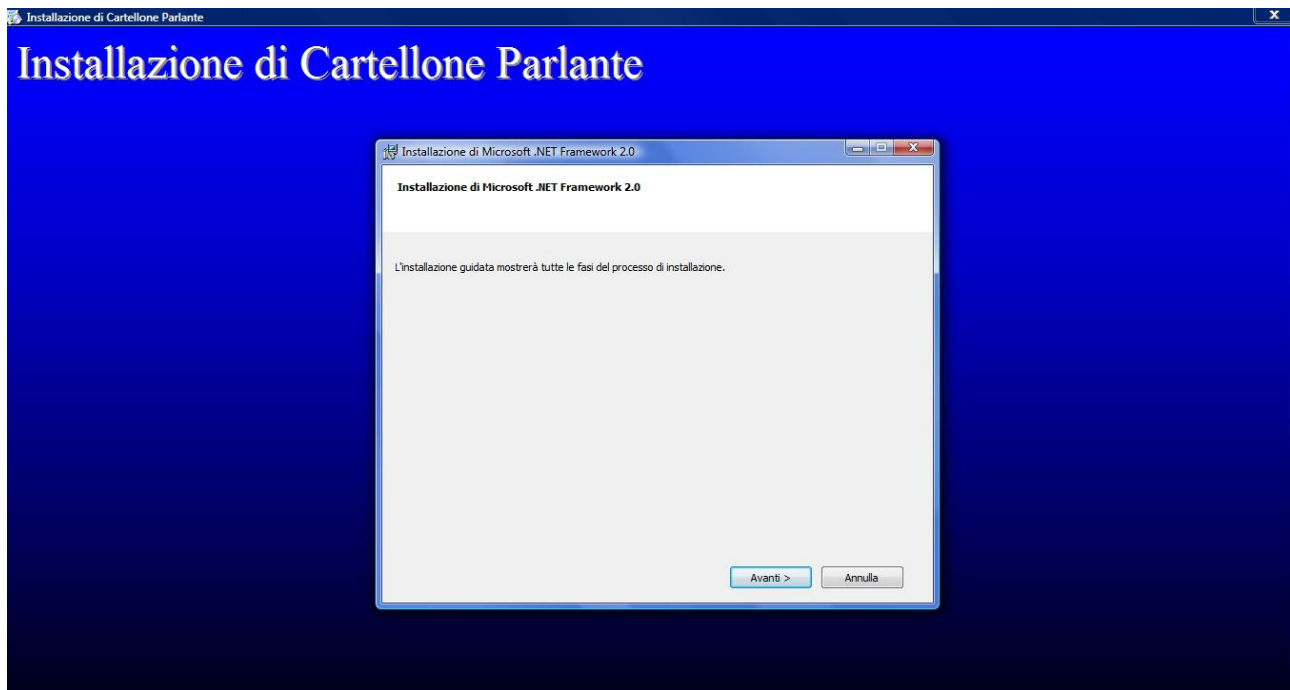 Installazione di Cartellone Parlante
Installazione di Cartellone Parlante
Installazione di Microsoft .NET Framework 2.0
Installazione di Microsoft .NET Framework 2.0
L'installazione guidata mostrerà tutte le fasi del processo di installazione.
Avanti > Annulla